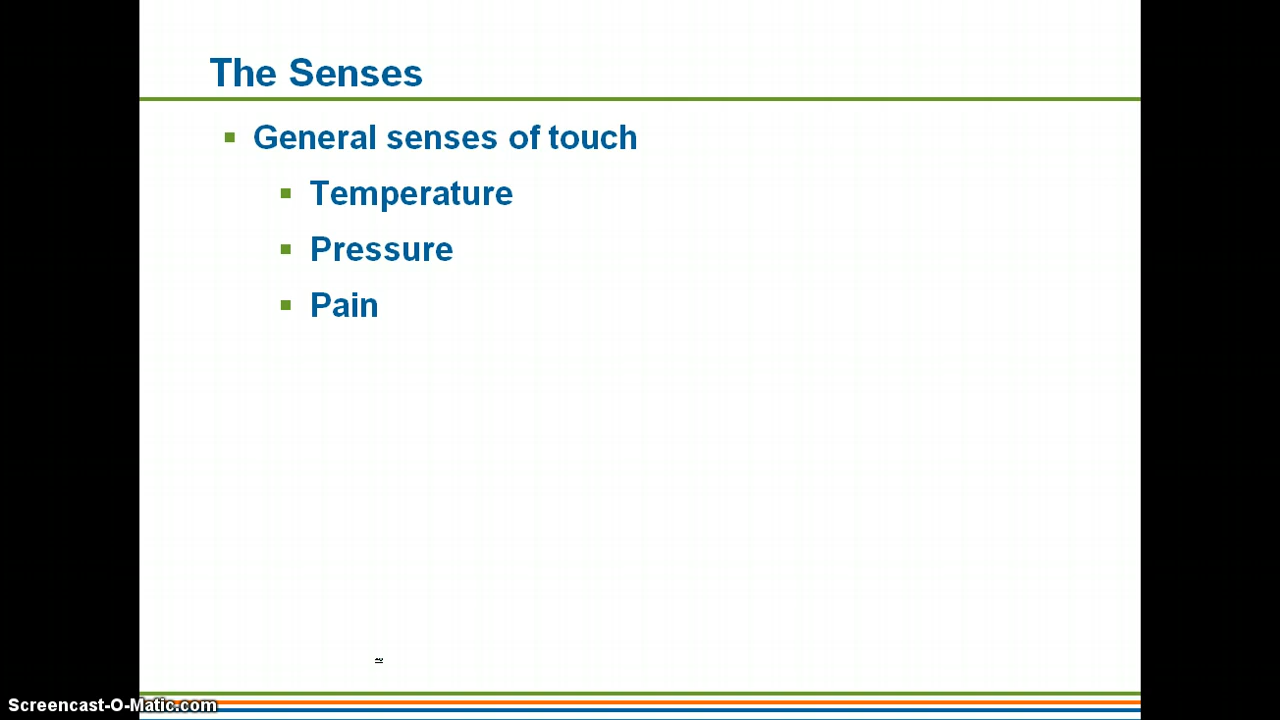 The Senses
General senses of touch
Temperature
Pressure
Pain
Screencast-O-Matic.com